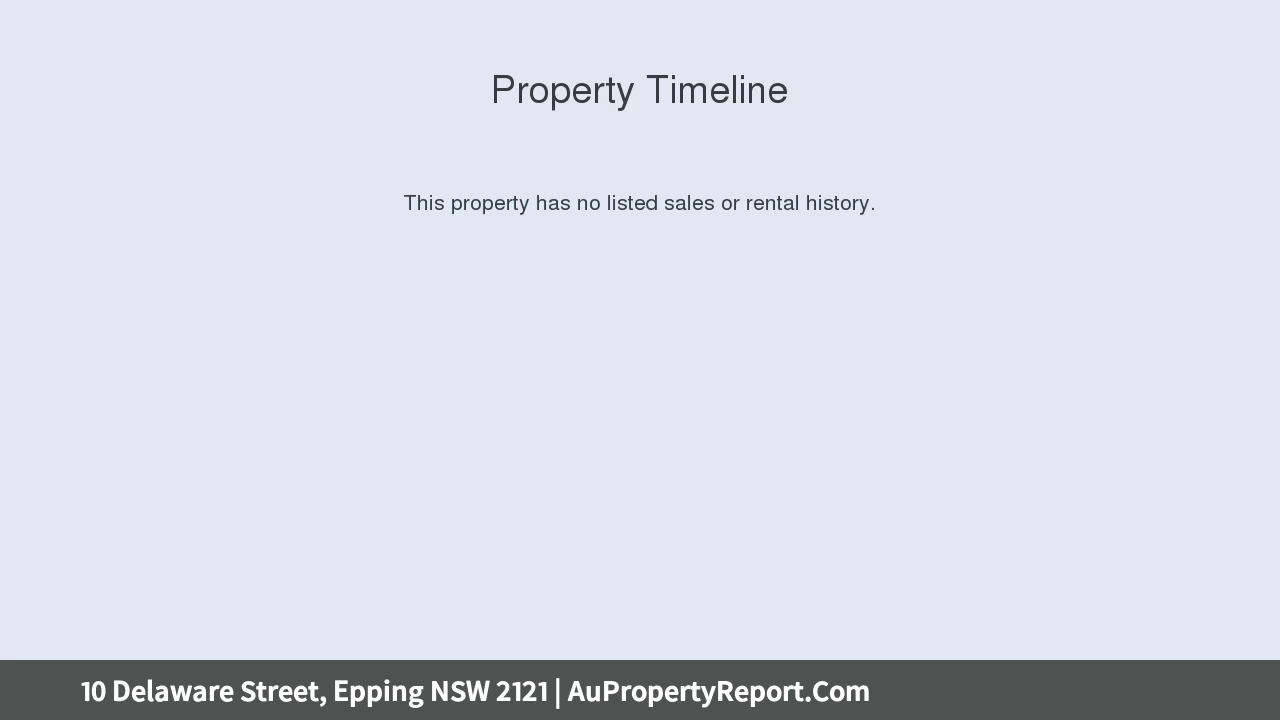 Property Timeline
This property has no listed sales or rental history.
10 Delaware Street, Epping NSW 2121 | AuPropertyReport.Com